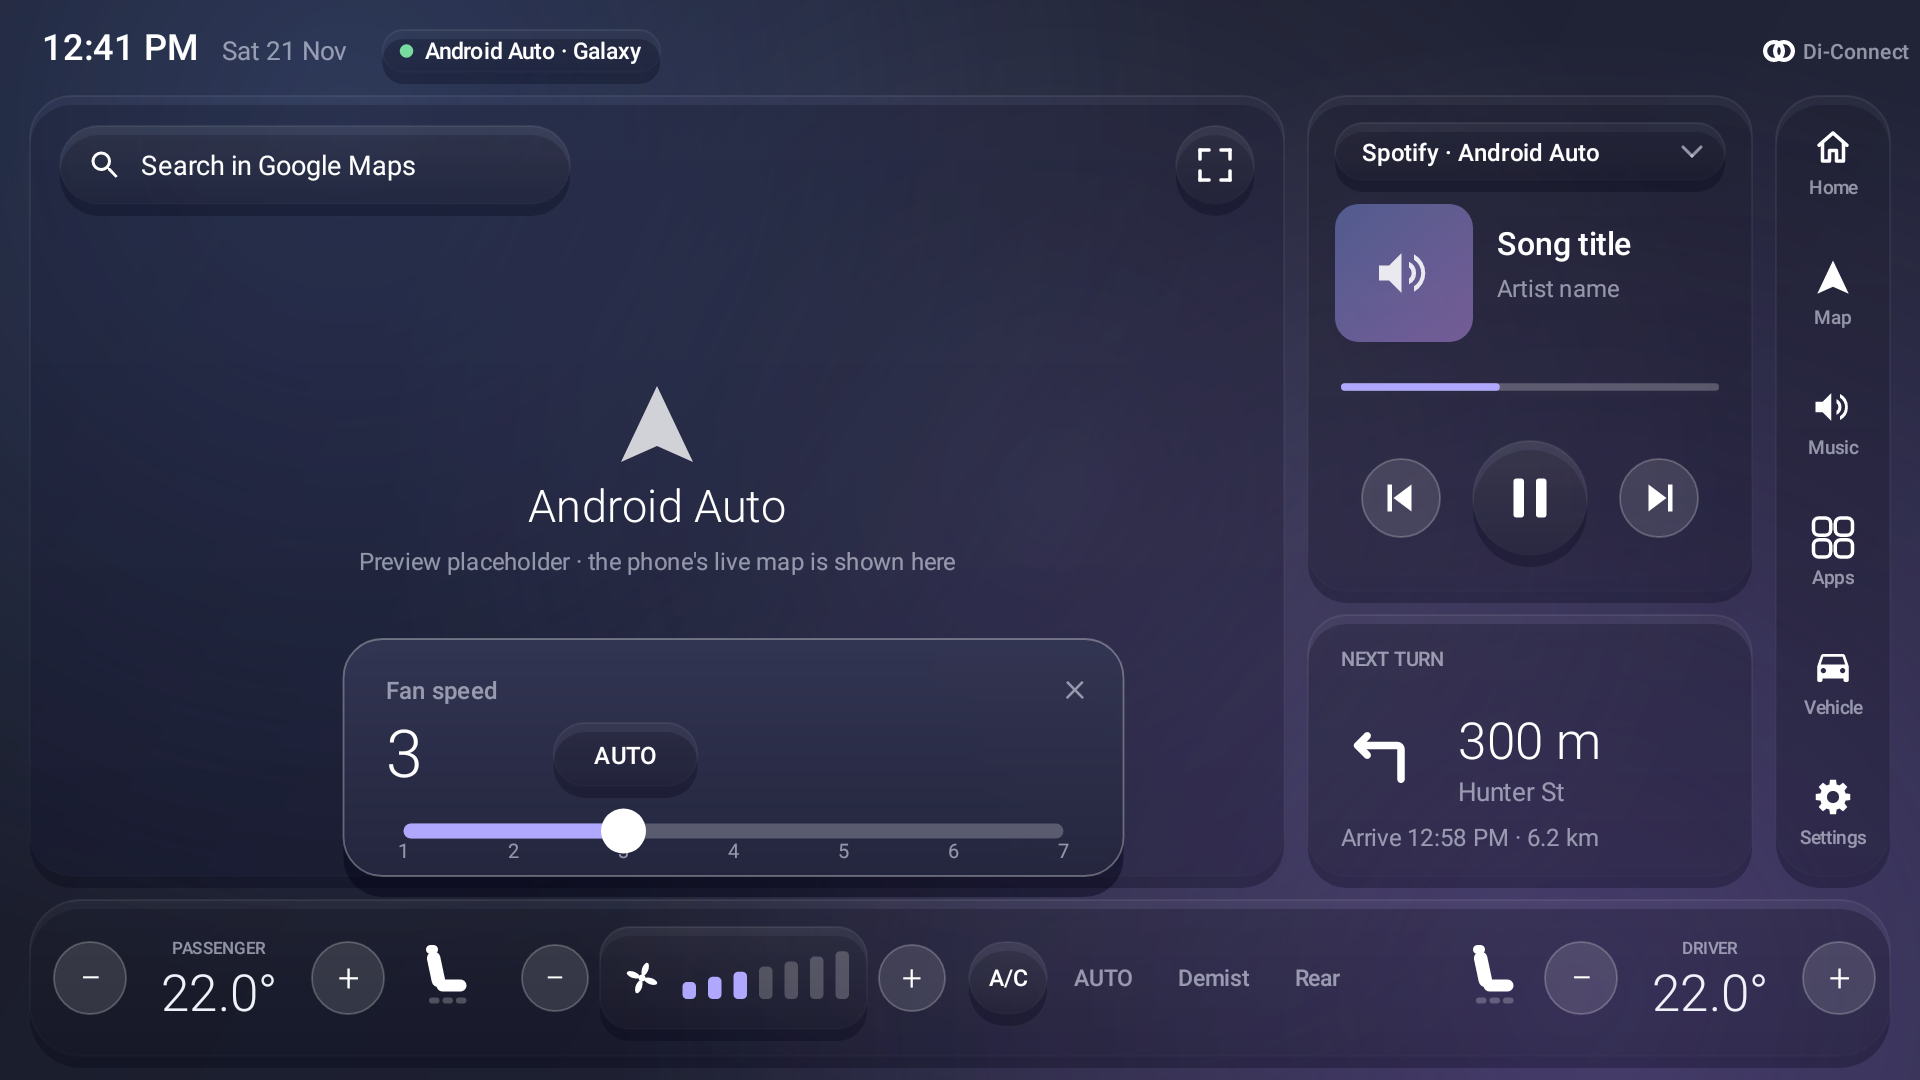 12:41 PM Sat 21 Nov Android Auto · Galaxy
Di-Connect
Search in Google Maps
Android Auto
Preview placeholder · the phone's live map is shown here
Fan speed
3
AUTO
1 2 3 4 5 6 7
Spotify · Android Auto
Song title
Artist name
NEXT TURN
300 m
Hunter St
Arrive 12:58 PM · 6.2 km
Home
Map
Music
Apps
Vehicle
Settings
PASSENGER
22.0°
A/C AUTO Demist Rear
DRIVER
22.0°